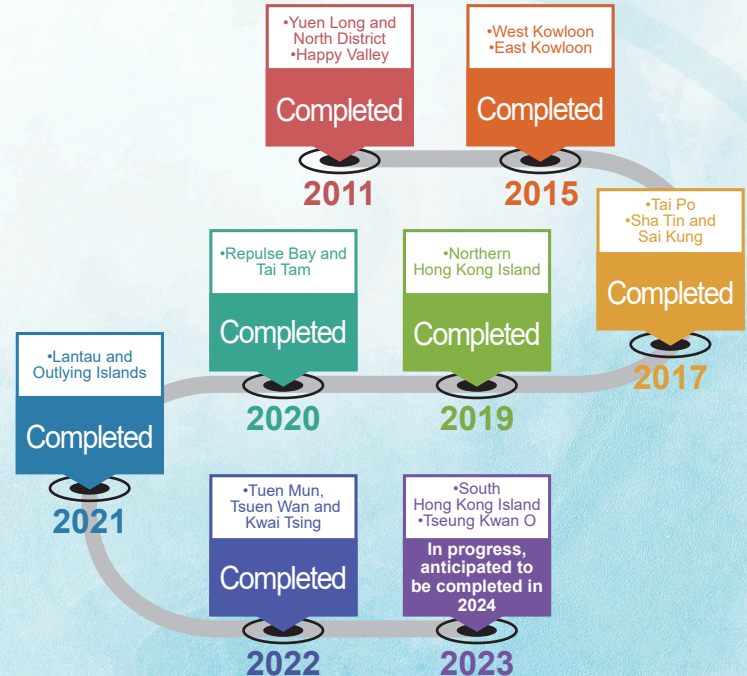 •Yuen Long and
North District
•Happy Valley
Completed
2011
•West Kowloon
•East Kowloon
Completed
2015
•Tai Po
•Sha Tin and
Sai Kung
Completed
2017
•Northern
Hong Kong Island
Completed
2019
•Repulse Bay and
Tai Tam
Completed
2020
•Lantau and
Outlying Islands
Completed
2021
•Tuen Mun,
Tsuen Wan and
Kwai Tsing
Completed
2022
•South
Hong Kong Island
•Tseung Kwan O
In progress,
anticipated to
be completed in
2024
2023